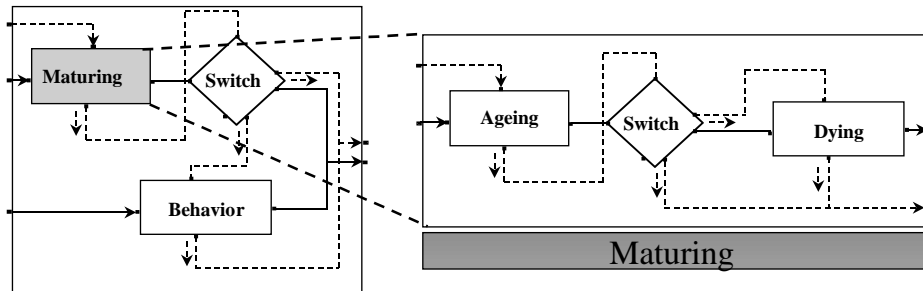 Maturing
Switch
Behavior
Ageing
Switch
Dying
Maturing